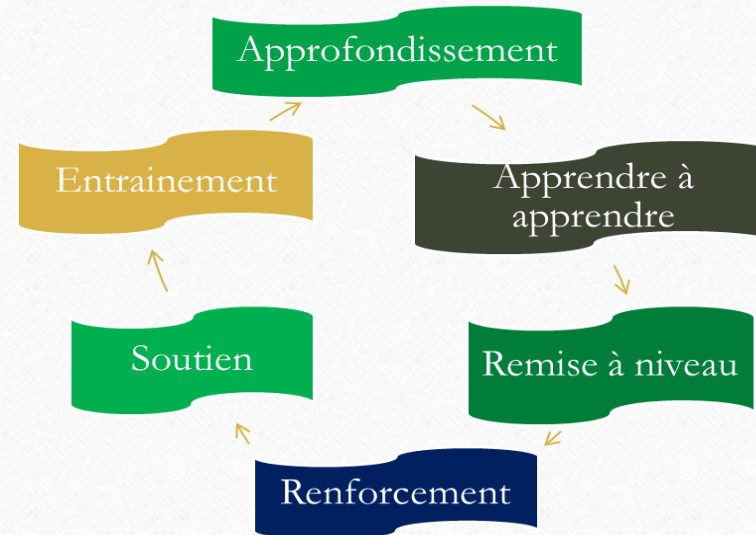 Approfondissement
Apprendre à
apprendre
Remise à niveau
Renforcement
Soutien
Entrainement